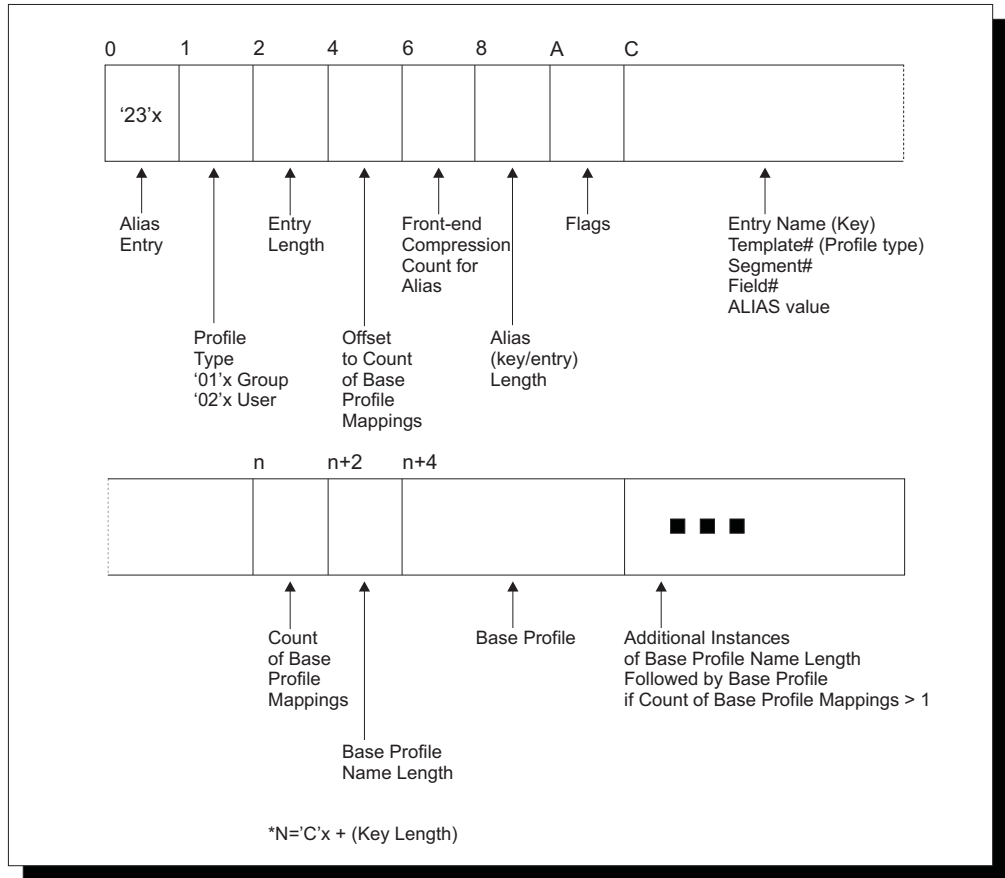 0 1 2 4 6 8 A C
‘23’x
Alias
Entry
Entry
Length
Front-end
Compression
Count for
Alias
Flags
Entry Name (Key)
Template# (Profile type)
Segment#
Field#
ALIAS value
Profile
Type
‘01’x Group
‘02’x User
Offset
to Count
of Base
Profile
Mappings
Alias
(key/entry)
Length
n n+2 n+4
Count
of Base
Profile
Mappings
Base Profile
Additional Instances
of Base Profile Name Length
Followed by Base Profile
if Count of Base Profile Mappings > 1
Base Profile
Name Length
*N=’C’x + (Key Length)